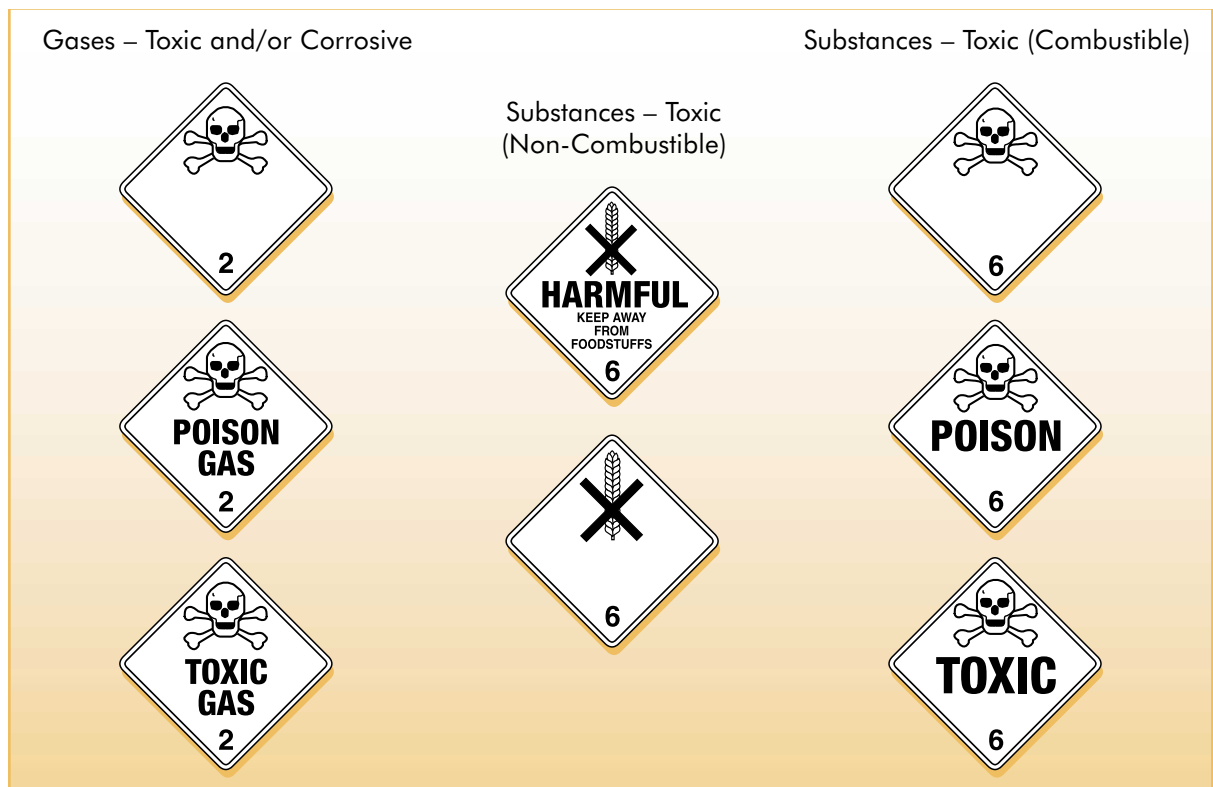 Gases – Toxic and/or Corrosive
2
POISON
GAS
2
TOXIC
GAS
2
Substances – Toxic
(Non-Combustible)
HARMFUL
KEEP AWAY
FROM
FOODSTUFFS
6
6
Substances – Toxic (Combustible)
6
POISON
6
TOXIC
6